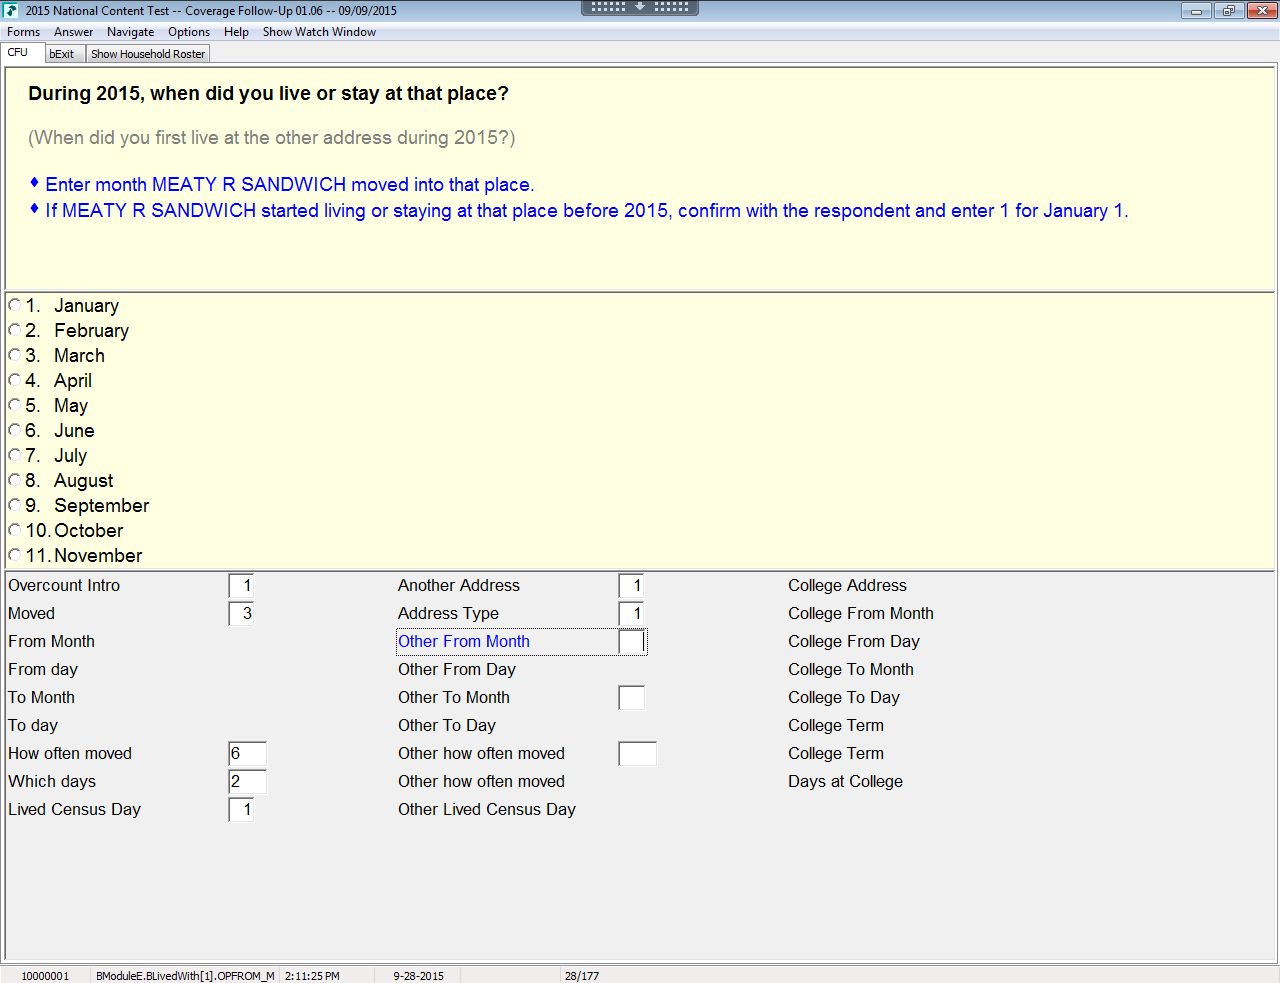 2015 National Content Test -- Coverage Follow-Up 01.06 -- 09/09/2015
Forms Answer Navigate Options Help Show Watch Window
CFU bExit Show Household Roster
During 2015, when did you live or stay at that place?
(When did you first live at the other address during 2015?)
♦ Enter month MEATY R SANDWICH moved into that place.
♦ If MEATY R SANDWICH started living or staying at that place before 2015, confirm with the respondent and enter 1 for January 1.
1. January
2. February
3. March
4. April
5. May
6. June
7. July
8. August
9. September
10. October
11. November
Overcount Intro 1 Another Address 1 College Address
Moved 3 Address Type 1 College From Month
From Month Other From Month College From Day
From day Other From Day College To Month
To Month Other To Month College To Day
To day Other To Day College Term
How often moved 6 Other how often moved College Term
Which days 2 Other how often moved Days at College
Lived Census Day 1 Other Lived Census Day
10000001 BModuleE.BLivedWith[1].OPFROM_M 2:11:25 PM 9-28-2015 28/177